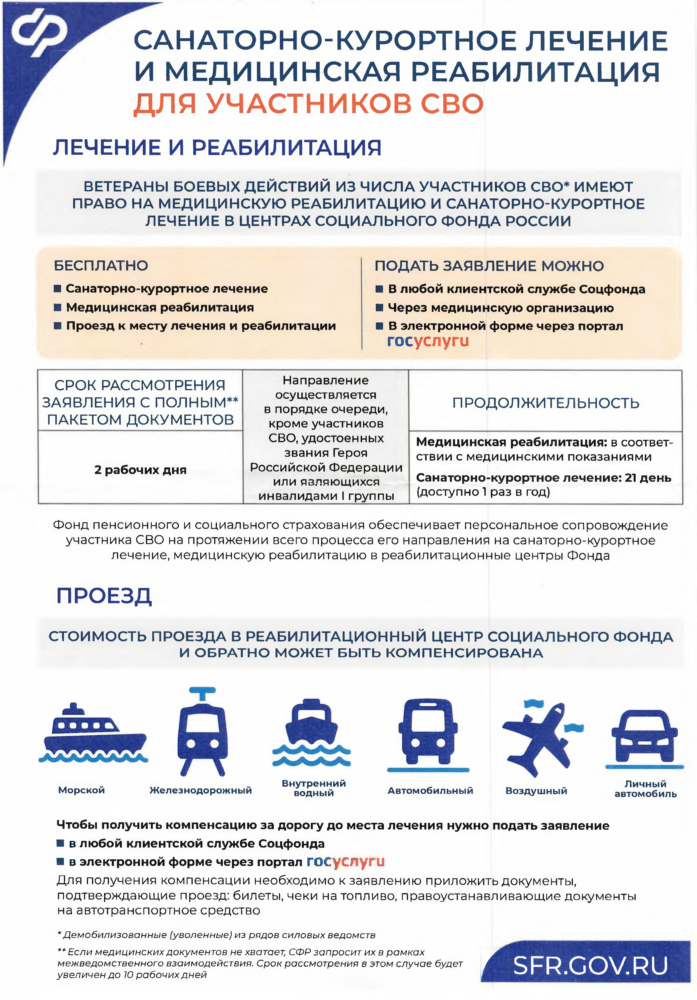 САНАТОРНО-КУРОРТНОЕ ЛЕЧЕНИЕ
И МЕДИЦИНСКАЯ РЕАБИЛИТАЦИЯ
ДЛЯ УЧАСТНИКОВ СВО
ЛЕЧЕНИЕ И РЕАБИЛИТАЦИЯ
ВЕТЕРАНЫ БОЕВЫХ ДЕЙСТВИЙ ИЗ ЧИСЛА УЧАСТНИКОВ СВО* ИМЕЮТ
ПРАВО НА МЕДИЦИНСКУЮ РЕАБИЛИТАЦИЮ И САНАТОРНО-КУРОРТНОЕ
ЛЕЧЕНИЕ В ЦЕНТРАХ СОЦИАЛЬНОГО ФОНДА РОССИИ
БЕСПЛАТНО
■ Санаторно-курортное лечение
■ Медицинская реабилитация
■ Проезд к месту лечения и реабилитации
ПОДАТЬ ЗАЯВЛЕНИЕ МОЖНО
■ В любой клиентской службе Соцфонда
■ Через медицинскую организацию
■ В электронной форме через портал
госуслуги
СРОК РАССМОТРЕНИЯ
ЗАЯВЛЕНИЯ С ПОЛНЫМ**
ПАКЕТОМ ДОКУМЕНТОВ
2 рабочих дня
Направление
осуществляется
в порядке очереди,
кроме участников
СВО, удостоенных
звания Героя
Российской Федерации
или являющихся
инвалидами I группы
ПРОДОЛЖИТЕЛЬНОСТЬ
Медицинская реабилитация: в соответ-
ствии с медицинскими показаниями
Санаторно-курортное лечение: 21 день
(доступно 1 раз в год)
Фонд пенсионного и социального страхования обеспечивает персональное сопровождение
участника СВО на протяжении всего процесса его направления на санаторно-курортное
лечение, медицинскую реабилитацию в реабилитационные центры Фонда
ПРОЕЗД
СТОИМОСТЬ ПРОЕЗДА В РЕАБИЛИТАЦИОННЫЙ ЦЕНТР СОЦИАЛЬНОГО ФОНДА
И ОБРАТНО МОЖЕТ БЫТЬ КОМПЕНСИРОВАНА
Морской
Железнодорожный
Внутренний
водный
Автомобильный
Воздушный
Личный
автомобиль
Чтобы получить компенсацию за дорогу до места лечения нужно подать заявление
■ в любой клиентской службе Соцфонда
■ в электронной форме через портал госуслуги
Для получения компенсации необходимо к заявлению приложить документы,
подтверждающие проезд: билеты, чеки на топливо, правоустанавливающие документы
на автотранспортное средство
* Демобилизованные (уволенные) из рядов силовых ведомств
** Если медицинских документов не хватает, СФР запросит их в рамках
межведомственного взаимодействия. Срок рассмотрения в этом случае будет
увеличен до 10 рабочих дней
SFR.GOV.RU